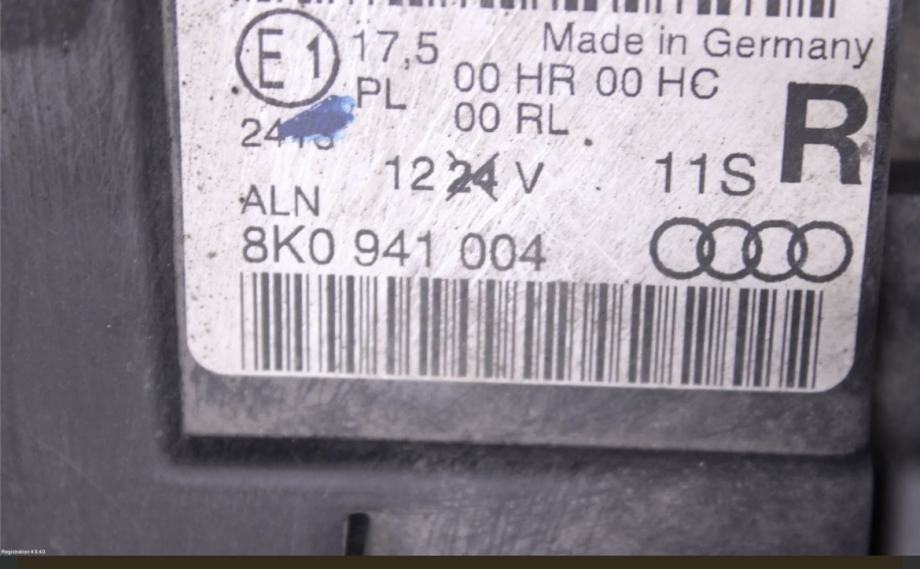 E1 17,5 Made in Germany
PL 00 HR 00 HC R
00 RL
12 24 V 11S
ALN
8K0 941 004